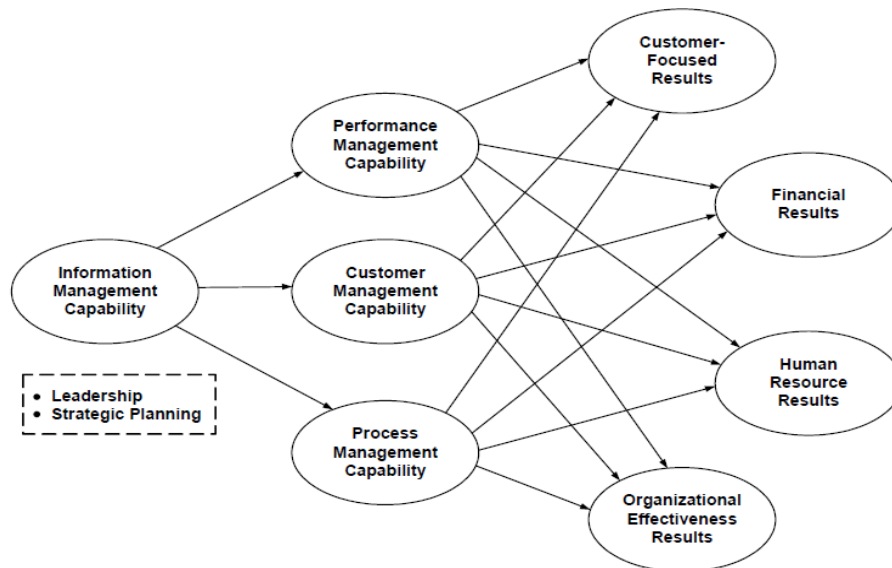 Customer-
Focused
Results
Performance
Management
Capability
Financial
Results
Information
Management
Capability
Customer
Management
Capability
Human
Resource
Results
• Leadership
• Strategic Planning
Process
Management
Capability
Organizational
Effectiveness
Results